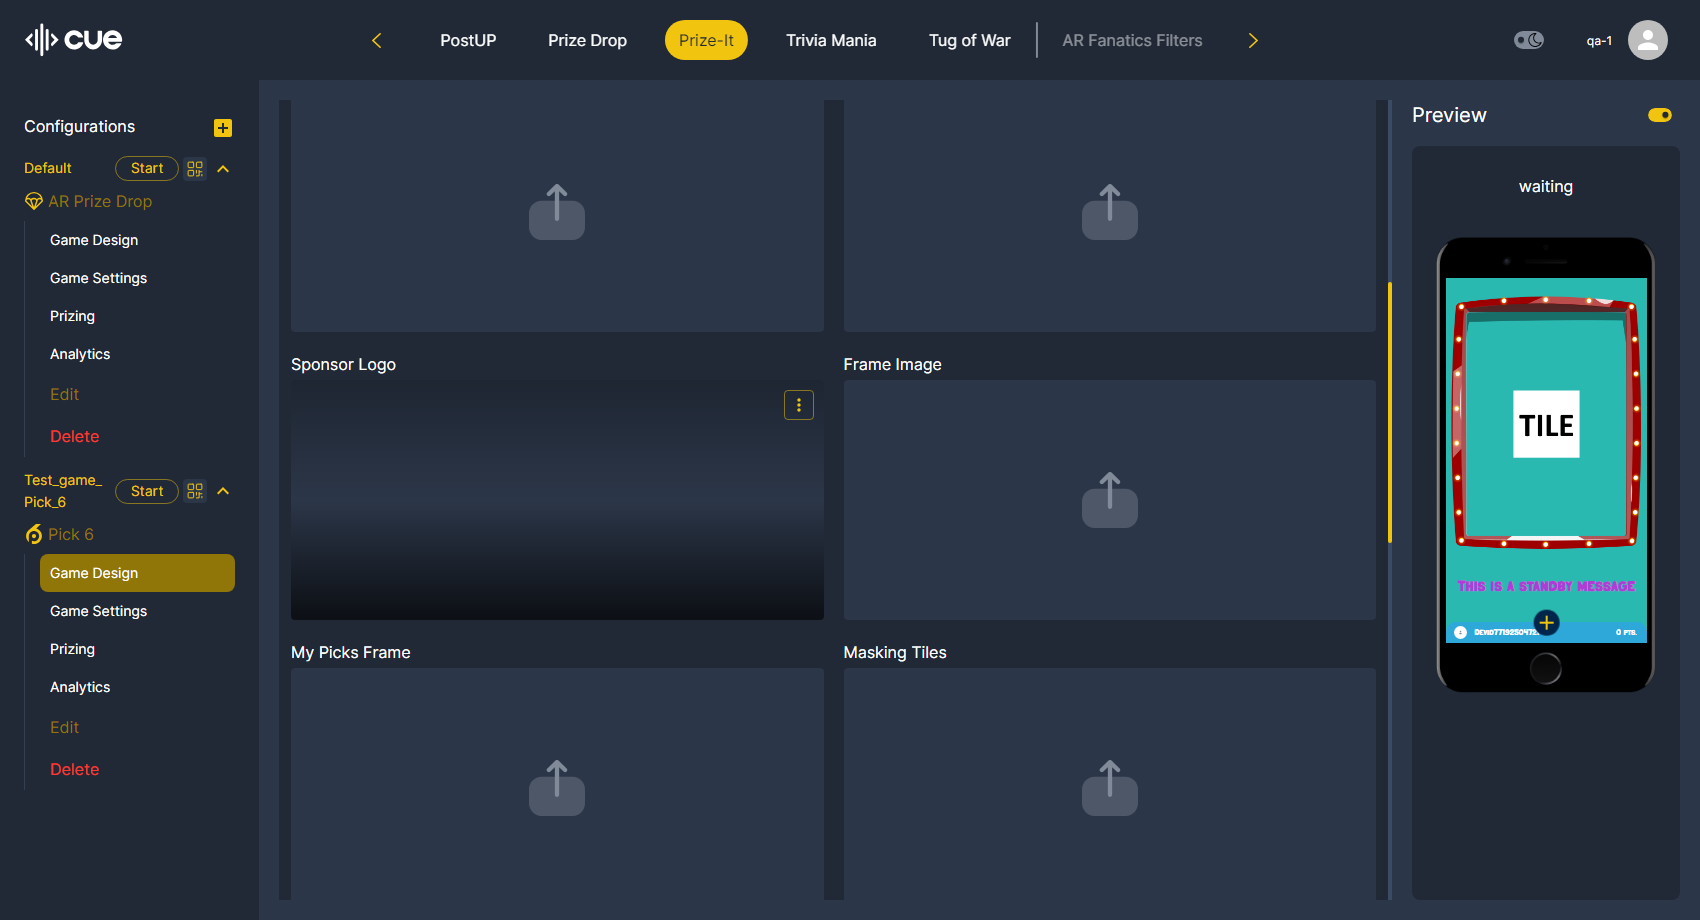 cue
PostUP
Prize Drop
Prize-It
Trivia Mania
Tug of War
AR Fanatics Filters
qa-1
Configurations
Default
Start
AR Prize Drop
Game Design
Game Settings
Prizing
Analytics
Edit
Delete
Test_game_
Pick_6
Start
Pick 6
Game Design
Game Settings
Prizing
Analytics
Edit
Delete
Sponsor Logo
Frame Image
My Picks Frame
Masking Tiles
Preview
waiting
TILE
THIS IS A STANDBY MESSAGE
0 PTS.